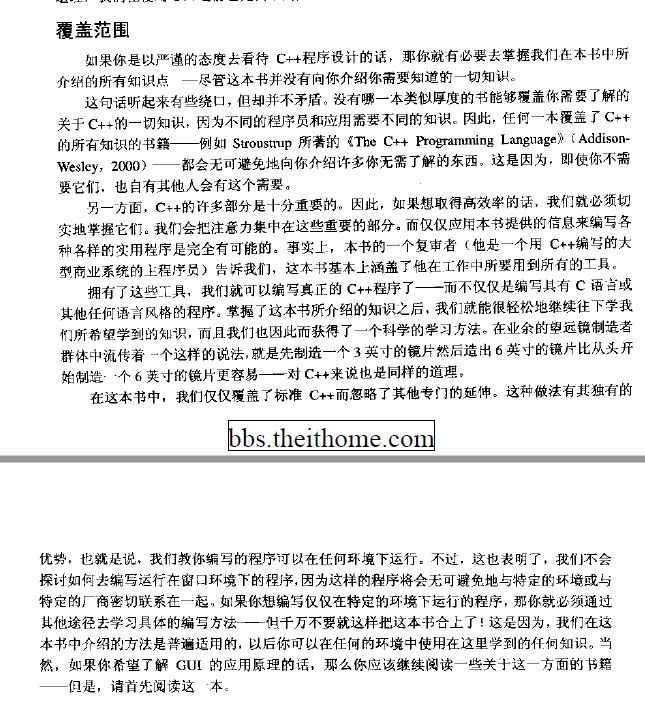 覆盖范围
如果你是以严谨的态度去看待 C++程序设计的话，那你就有必要去掌握我们在本书中所
介绍的所有知识点 —尽管这本书并没有向你介绍你需要知道的一切知识。
这句话听起来有些绕口，但却并不矛盾。没有哪一本类似厚度的书能够覆盖你需要了解的
关于 C++的一切知识，因为不同的程序员和应用需要不同的知识。因此，任何一本覆盖了 C++
的所有知识的书籍——例如 Stroustrup 所著的《The C++ Programming Language》（Addison-
Wesley，2000）——都会无可避免地向你介绍许多你无需了解的东西。这是因为，即使你不需
要它们，也自有其他人会有这个需要。
另一方面，C++的许多部分是十分重要的。因此，如果想取得高效率的话，我们就必须切
实地掌握它们。我们会把注意力集中在这些重要的部分。而仅仅应用本书提供的信息来编写各
种各样的实用程序是完全有可能的。事实上，本书的一个复审者（他是一个用 C++编写的大
型商业系统的主程序员）告诉我们，这本书基本上涵盖了他在工作中所要用到所有的工具。
拥有了这些工具，我们就可以编写真正的 C++程序了——而不仅仅是编写具有 C 语言或
其他任何语言风格的程序。掌握了这本书所介绍的知识之后，我们就能很轻松地继续往下学我
们所希望学到的知识，而且我们也因此而获得了一个科学的学习方法。在业余的望远镜制造者
群体中流传着一个这样的说法，就是先制造一个 3 英寸的镜片然后造出 6 英寸的镜片比从头开
始制造一个 6 英寸的镜片更容易——对 C++来说也是同样的道理。
在这本书中，我们仅仅覆盖了标准 C++而忽略了其他专门的延伸。这种做法有其独有的
bbs.theithome.com
优势，也就是说，我们教你编写的程序可以在任何环境下运行。不过，这也表明了，我们不会
探讨如何去编写运行在窗口环境下的程序，因为这样的程序将会无可避免地与特定的环境或与
特定的厂商密切联系在一起。如果你想编写仅仅在特定的环境下运行的程序，那你就必须通过
其他途径去学习具体的编写方法——但千万不要就这样把这本书合上了！这是因为，我们在这
本书中介绍的方法是普遍适用的，以后你可以在任何的环境中使用在这里学到的任何知识。当
然，如果你希望了解 GUI 的应用原理的话，那么你应该继续阅读一些关于这一方面的书籍
——但是，请首先阅读这一本。